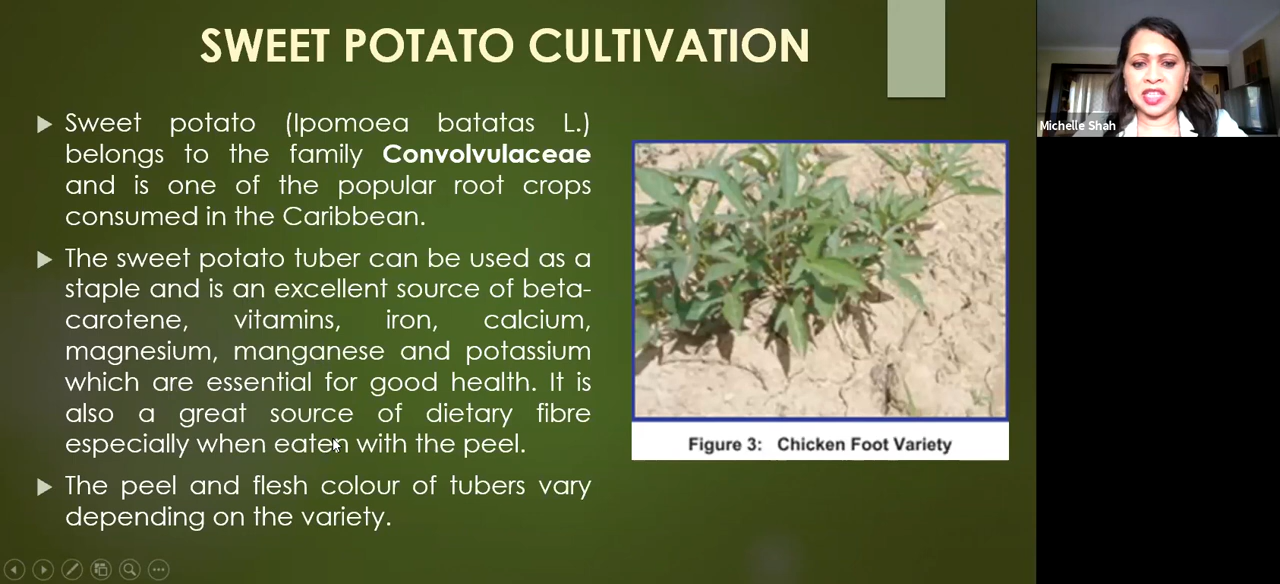 SWEET POTATO CULTIVATION
Sweet potato (Ipomoea batatas L.)
belongs to the family Convolvulaceae
and is one of the popular root crops
consumed in the Caribbean.
The sweet potato tuber can be used as a
staple and is an excellent source of beta-
carotene, vitamins, iron, calcium,
magnesium, manganese and potassium
which are essential for good health. It is
also a great source of dietary fibre
especially when eaten with the peel.
The peel and flesh colour of tubers vary
depending on the variety.
Figure 3: Chicken Foot Variety
Michelle Shah